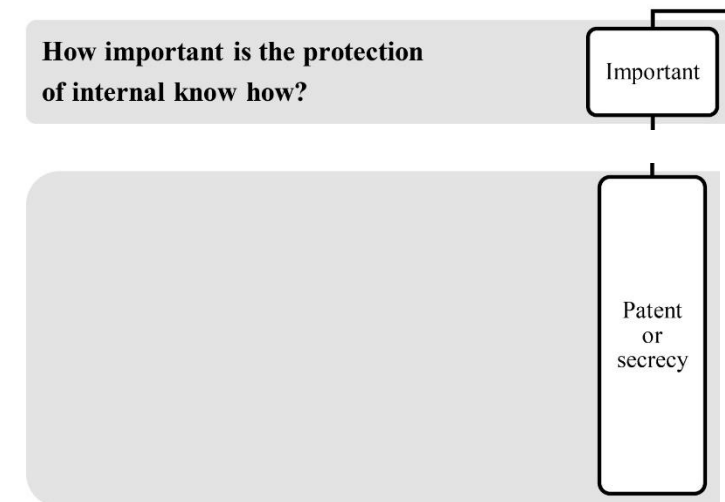 How important is the protection
of internal know how?
Important
Patent
or
secrecy